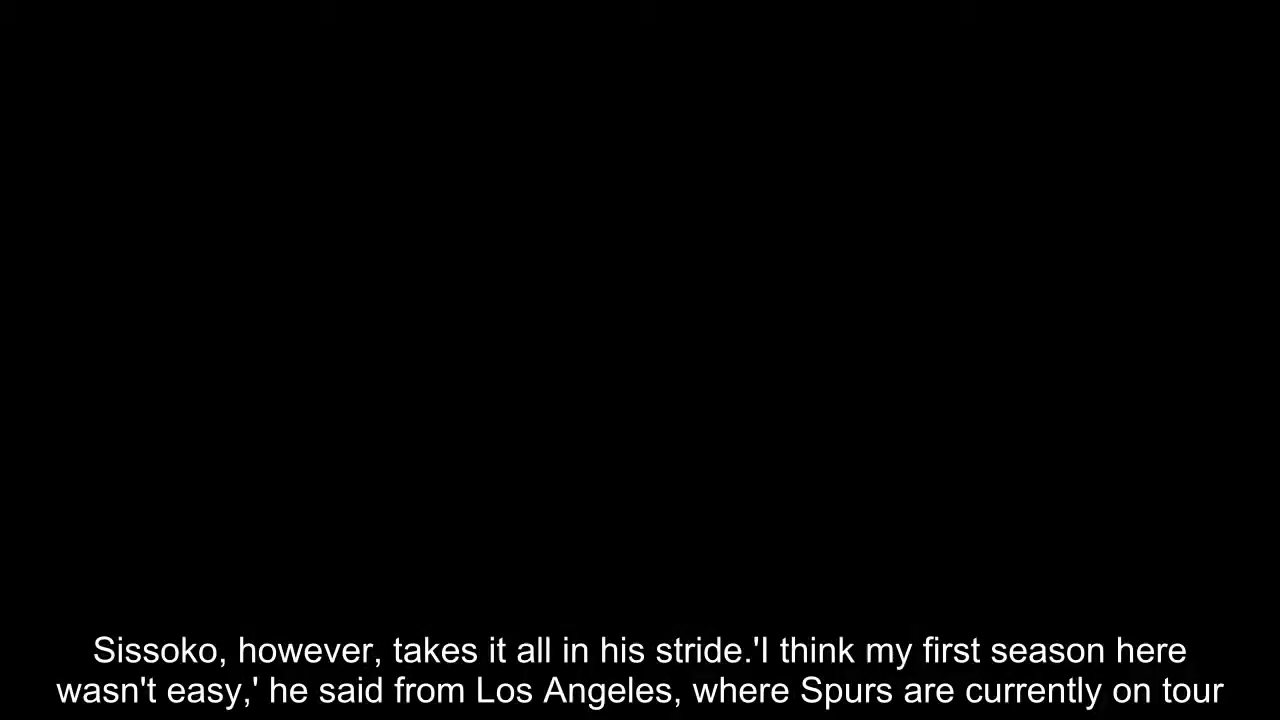 Sissoko, however, takes it all in his stride.'I think my first season here
wasn't easy,' he said from Los Angeles, where Spurs are currently on tour